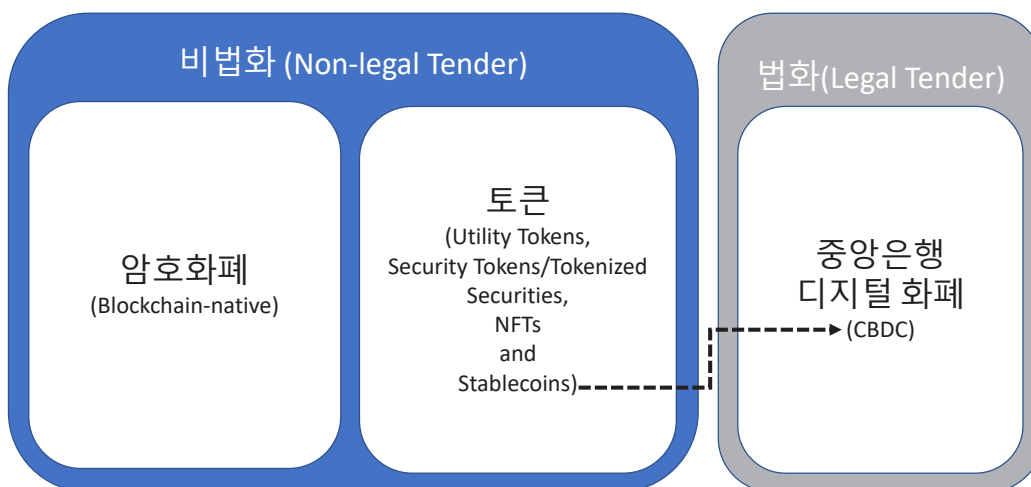 비법화 (Non-legal Tender)
암호화폐
(Blockchain-native)
토큰
(Utility Tokens,
Security Tokens/Tokenized
Securities,
NFTs
and
Stablecoins)
법화(Legal Tender)
중앙은행
디지털 화폐
(CBDC)